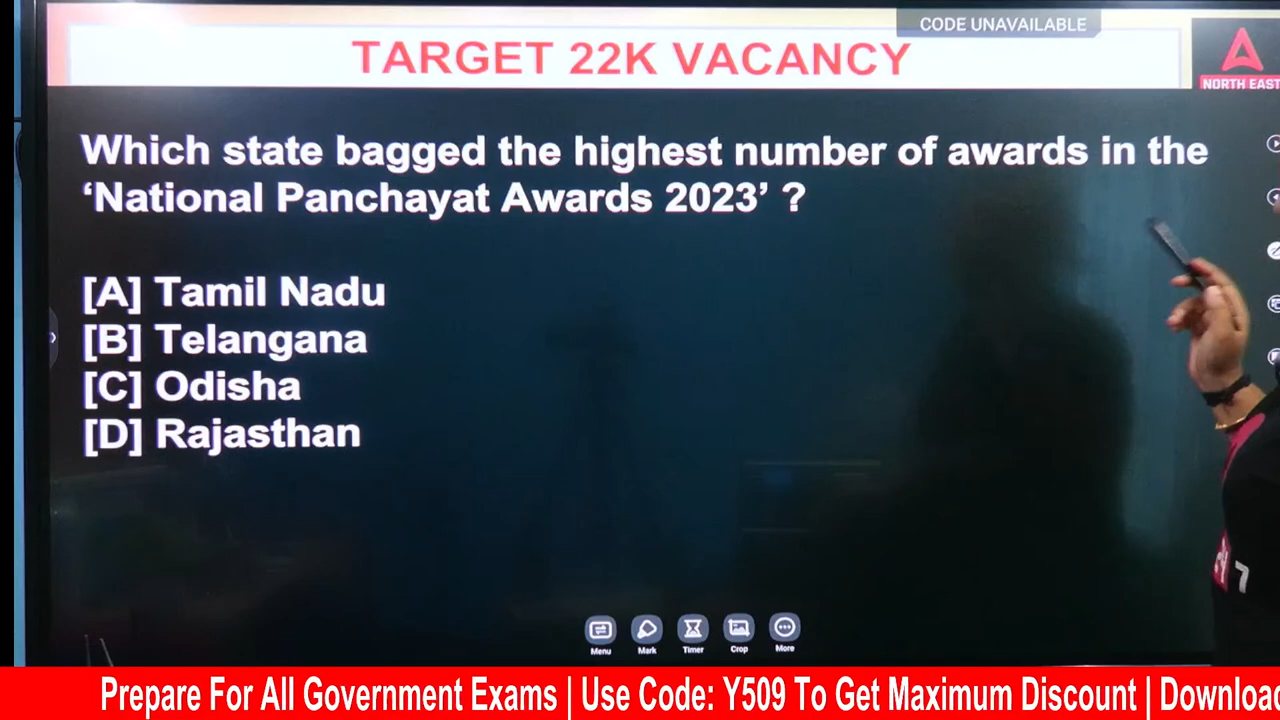 CODE UNAVAILABLE
TARGET 22K VACANCY
NORTH EAST
Which state bagged the highest number of awards in the
‘National Panchayat Awards 2023’ ?
[A] Tamil Nadu
[B] Telangana
[C] Odisha
[D] Rajasthan
7
Menu
Mark
Timer
Crop
More
Prepare For All Government Exams | Use Code: Y509 To Get Maximum Discount | Download